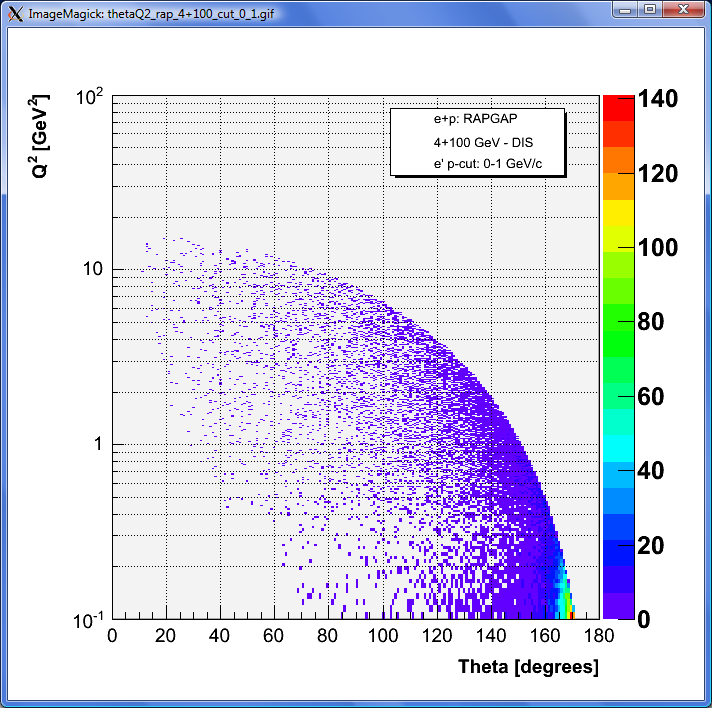 ImageMagick: thetaQ2_rap_4+100_cut_0_1.gif
Q² [GeV²]
10²
10
1
10⁻¹
e+p: RAPGAP
4+100 GeV - DIS
e' p-cut: 0-1 GeV/c
140
120
100
80
60
40
20
0
0 20 40 60 80 100 120 140 160 180
Theta [degrees]